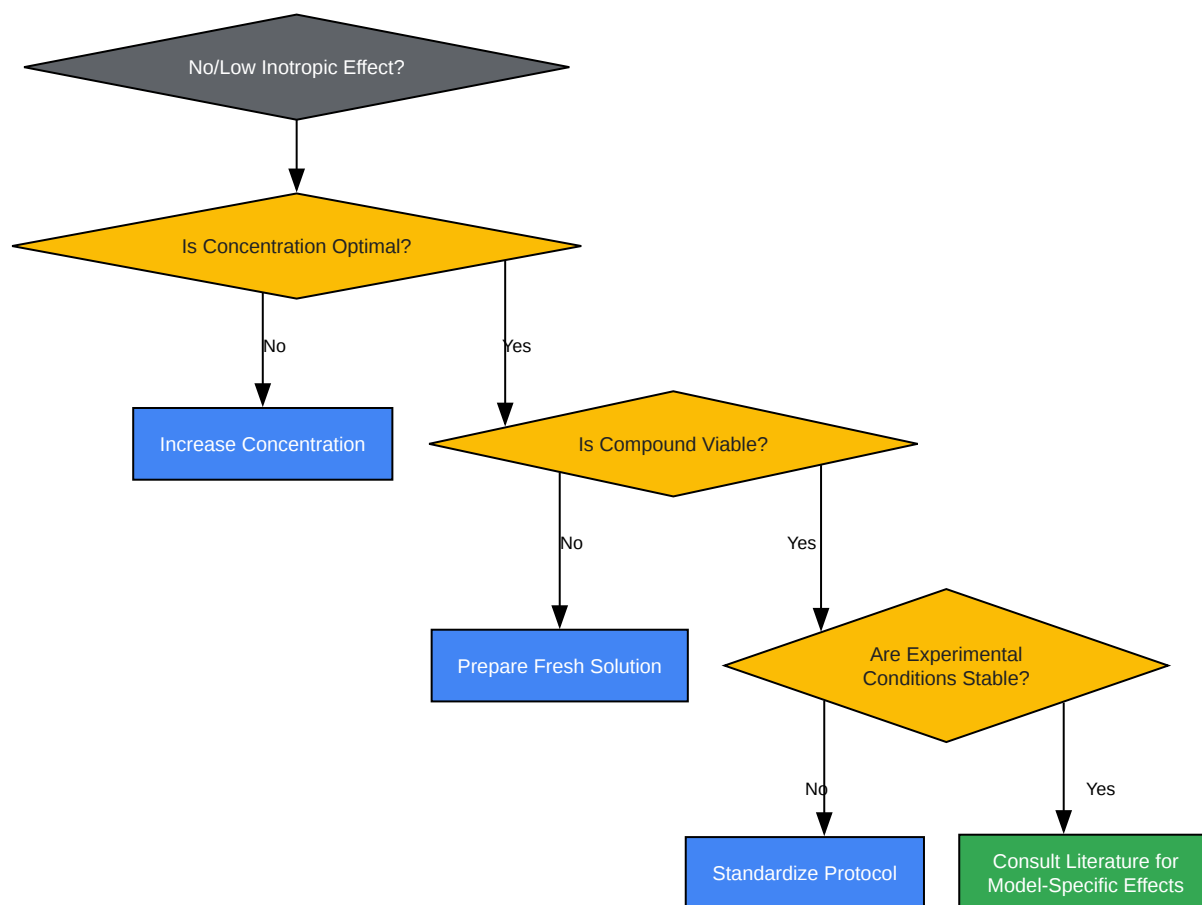 No/Low Inotropic Effect?
Is Concentration Optimal?
No
Yes
Increase Concentration
Is Compound Viable?
No
Yes
Prepare Fresh Solution
Are Experimental
Conditions Stable?
No
Yes
Standardize Protocol
Consult Literature for
Model-Specific Effects